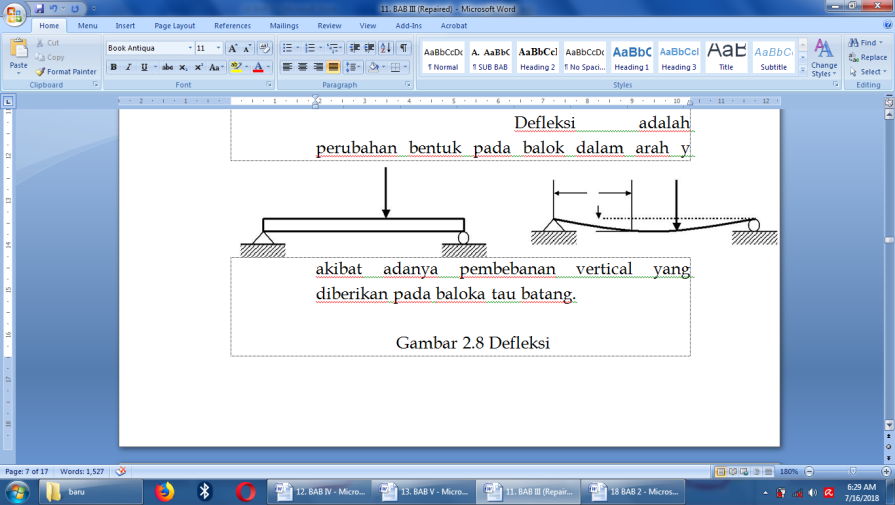 11. BAB III (Repaired) - Microsoft Word
Home Menu Insert Page Layout References Mailings Review View Add-Ins Acrobat
Paste
Cut
Copy
Format Painter
Clipboard
Book Antiqua 11
Font
Paragraph
AaBbCcDc AaBbC AaBbCc AaBbCcDc AaBbC AaBbCcl AaB AaBbCcL
¶ Normal A. SUB BAB Heading 2 ¶ No Spaci... Heading 1 Heading 3 Title Subtitle
Change Styles
Styles
Find
Replace
Select
Editing
Defleksi adalah
perubahan bentuk pada balok dalam arah y
akibat adanya pembebanan vertical yang
diberikan pada baloka tau batang.
Gambar 2.8 Defleksi
Page: 7 of 17 Words: 1,527 180%
baru 12. BAB IV - Micro... 13. BAB V - Micros... 11. BAB III (Repair... 18 BAB 2 - Micros...
6:29 AM
7/16/2018